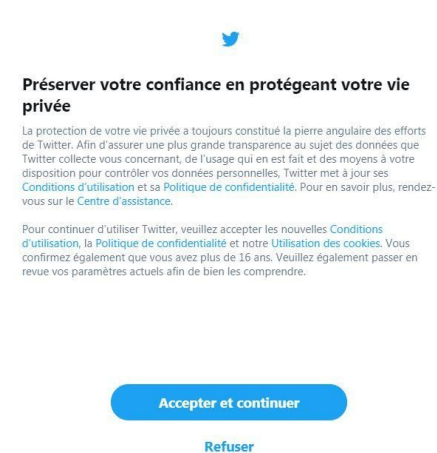 Préserver votre confiance en protégeant votre vie
privée
La protection de votre vie privée a toujours constitué la pierre angulaire des efforts
de Twitter. Afin d'assurer une plus grande transparence au sujet des données que
Twitter collecte vous concernant, de l'usage qui en est fait et des moyens à votre
disposition pour contrôler vos données personnelles, Twitter met à jour ses
Conditions d'utilisation et sa Politique de confidentialité. Pour en savoir plus, rendez-
vous sur le Centre d'assistance.
Pour continuer d'utiliser Twitter, veuillez accepter les nouvelles Conditions
d'utilisation, la Politique de confidentialité et notre Utilisation des cookies. Vous
confirmez également que vous avez plus de 16 ans. Veuillez également passer en
revue vos paramètres actuels afin de bien les comprendre.
Accepter et continuer
Refuser